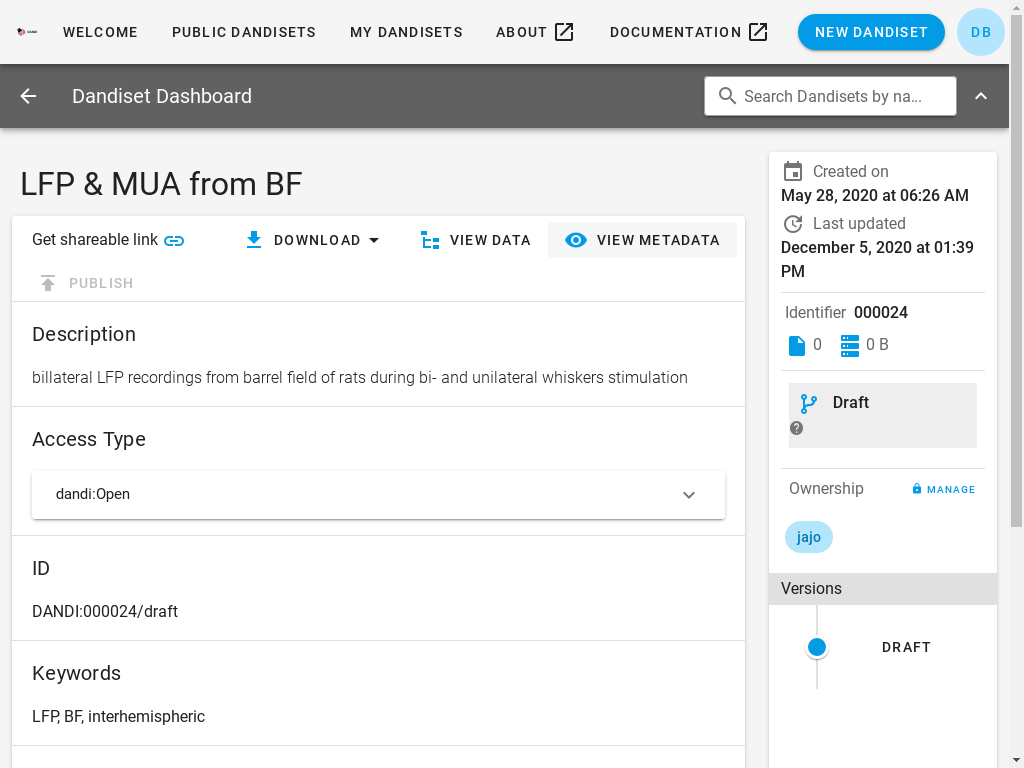 WELCOME
PUBLIC DANDISETS
MY DANDISETS
ABOUT
DOCUMENTATION
NEW DANDISET
DB
Dandiset Dashboard
Search Dandisets by na...
LFP & MUA from BF
Get shareable link
DOWNLOAD
VIEW DATA
VIEW METADATA
PUBLISH
Description
billateral LFP recordings from barrel field of rats during bi- and unilateral whiskers stimulation
Access Type
dandi:Open
ID
DANDI:000024/draft
Keywords
LFP, BF, interhemispheric
Created on
May 28, 2020 at 06:26 AM
Last updated
December 5, 2020 at 01:39
PM
Identifier 000024
0
0 B
Draft
Ownership
MANAGE
jajo
Versions
DRAFT